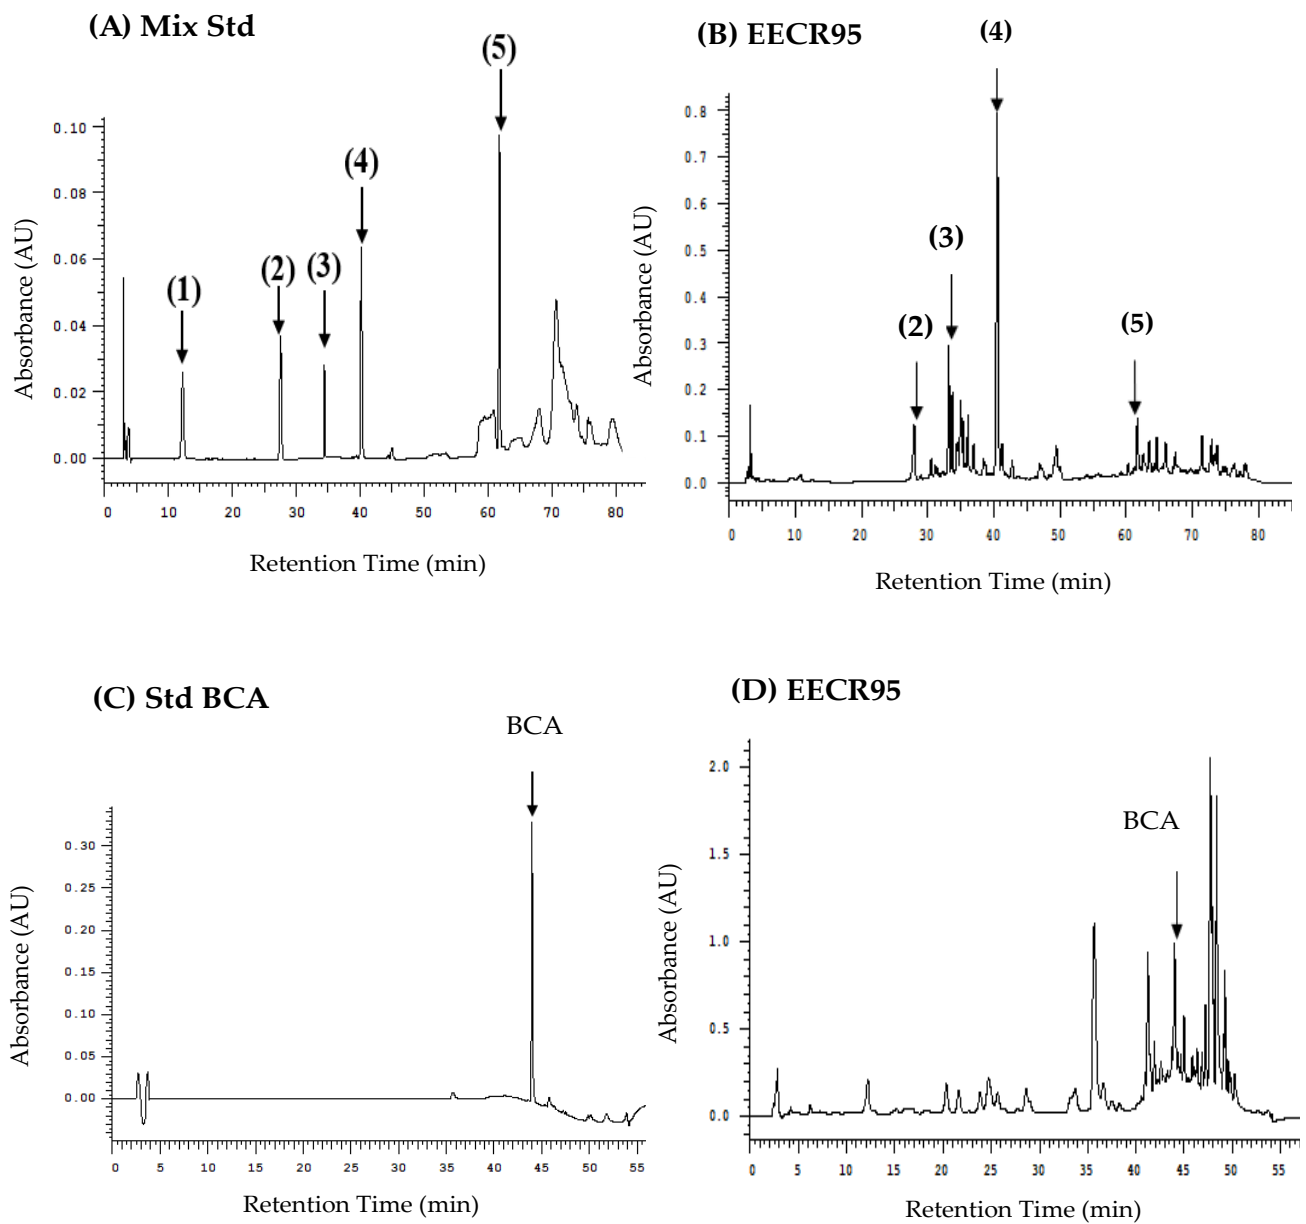 (A) Mix Std
(1)
(2)
(3)
(4)
(5)
0.10
0.08
0.06
0.04
0.02
0.00
Absorbance (AU)
0 10 20 30 40 50 60 70 80
Retention Time (min)
(B) EECR95
(4)
(3)
(2)
(5)
0.8
0.7
0.6
0.5
0.4
0.3
0.2
0.1
0.0
Absorbance (AU)
0 10 20 30 40 50 60 70 80
Retention Time (min)
(C) Std BCA
BCA
0.30
0.25
0.20
0.15
0.10
0.05
0.00
Absorbance (AU)
0 5 10 15 20 25 30 35 40 45 50 55
Retention Time (min)
(D) EECR95
BCA
2.0
1.5
1.0
0.5
0.0
Absorbance (AU)
0 5 10 15 20 25 30 35 40 45 50 55
Retention Time (min)